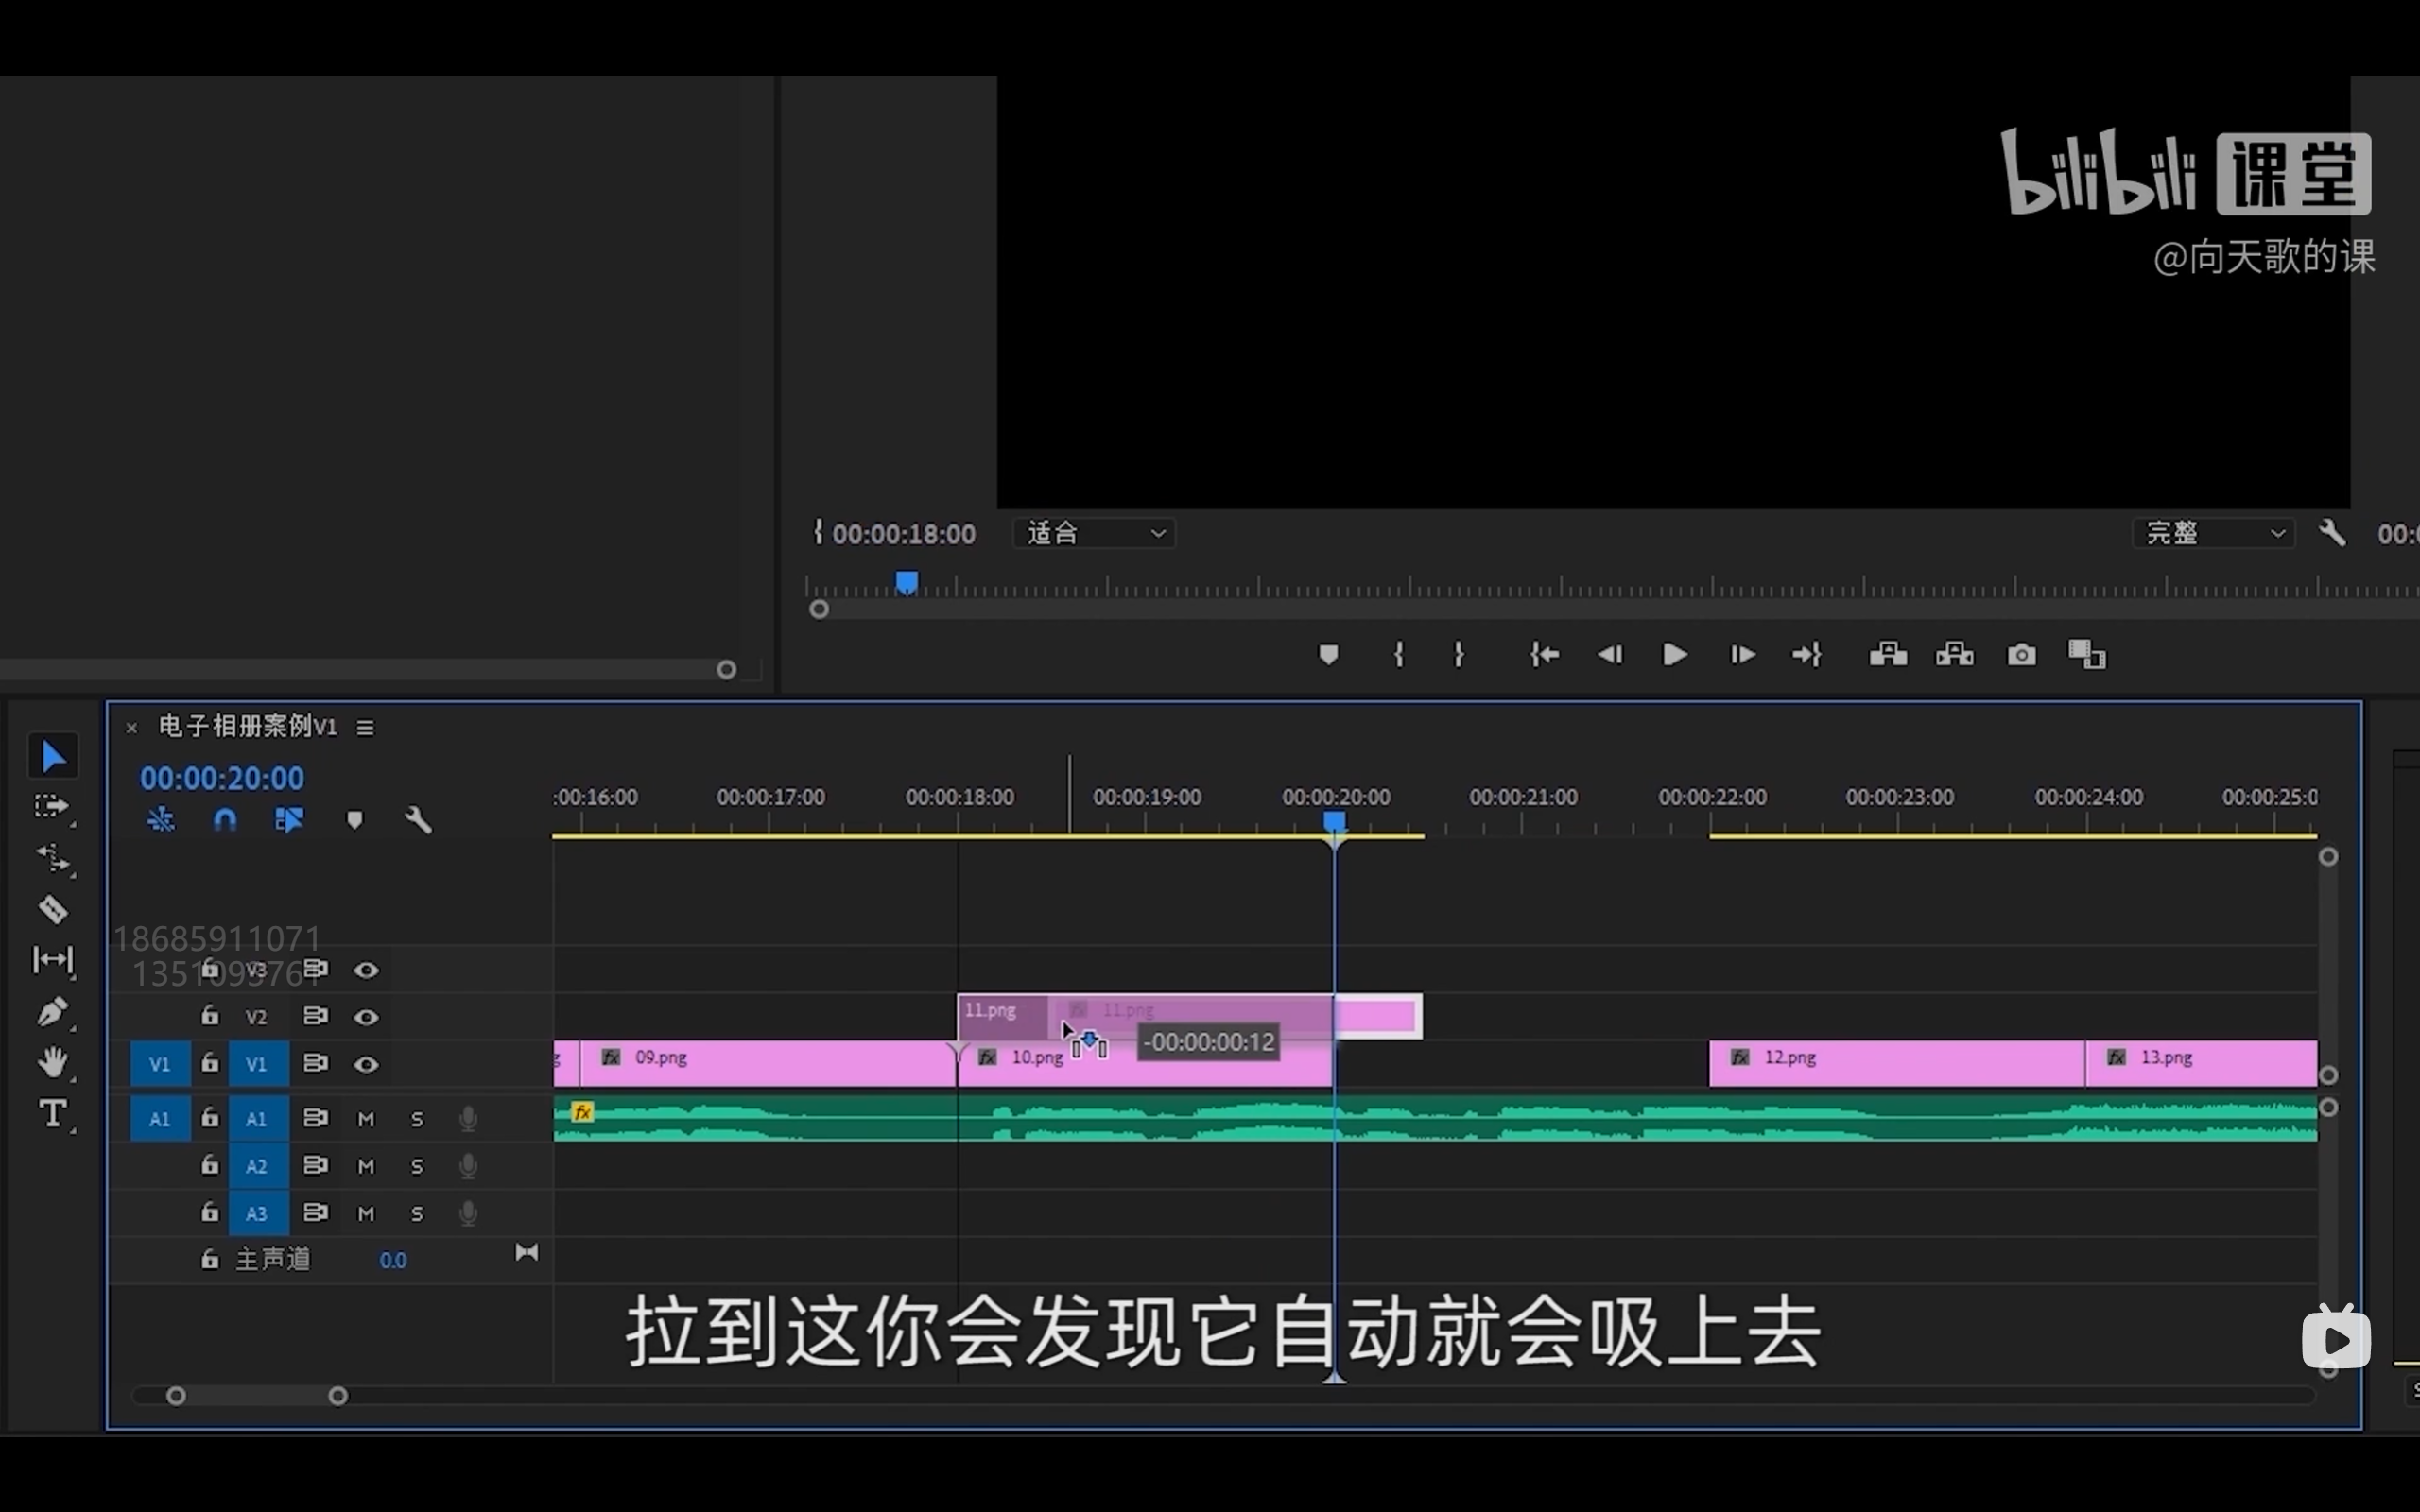 bilibili 课堂
@向天歌的课
00:00:18:00 适合 完整 00:
电子相册案例V1
00:00:20:00
:00:16:00 00:00:17:00 00:00:18:00 00:00:19:00 00:00:20:00 00:00:21:00 00:00:22:00 00:00:23:00 00:00:24:00 00:00:25:0
18685911071
V3
V2 11.png 11.png
-00:00:00:12
V1 V1 fx 09.png fx 10.png fx 12.png fx 13.png
A1 A1 M S fx
A2 M S
A3 M S
主声道 0.0
拉到这你会发现它自动就会吸上去